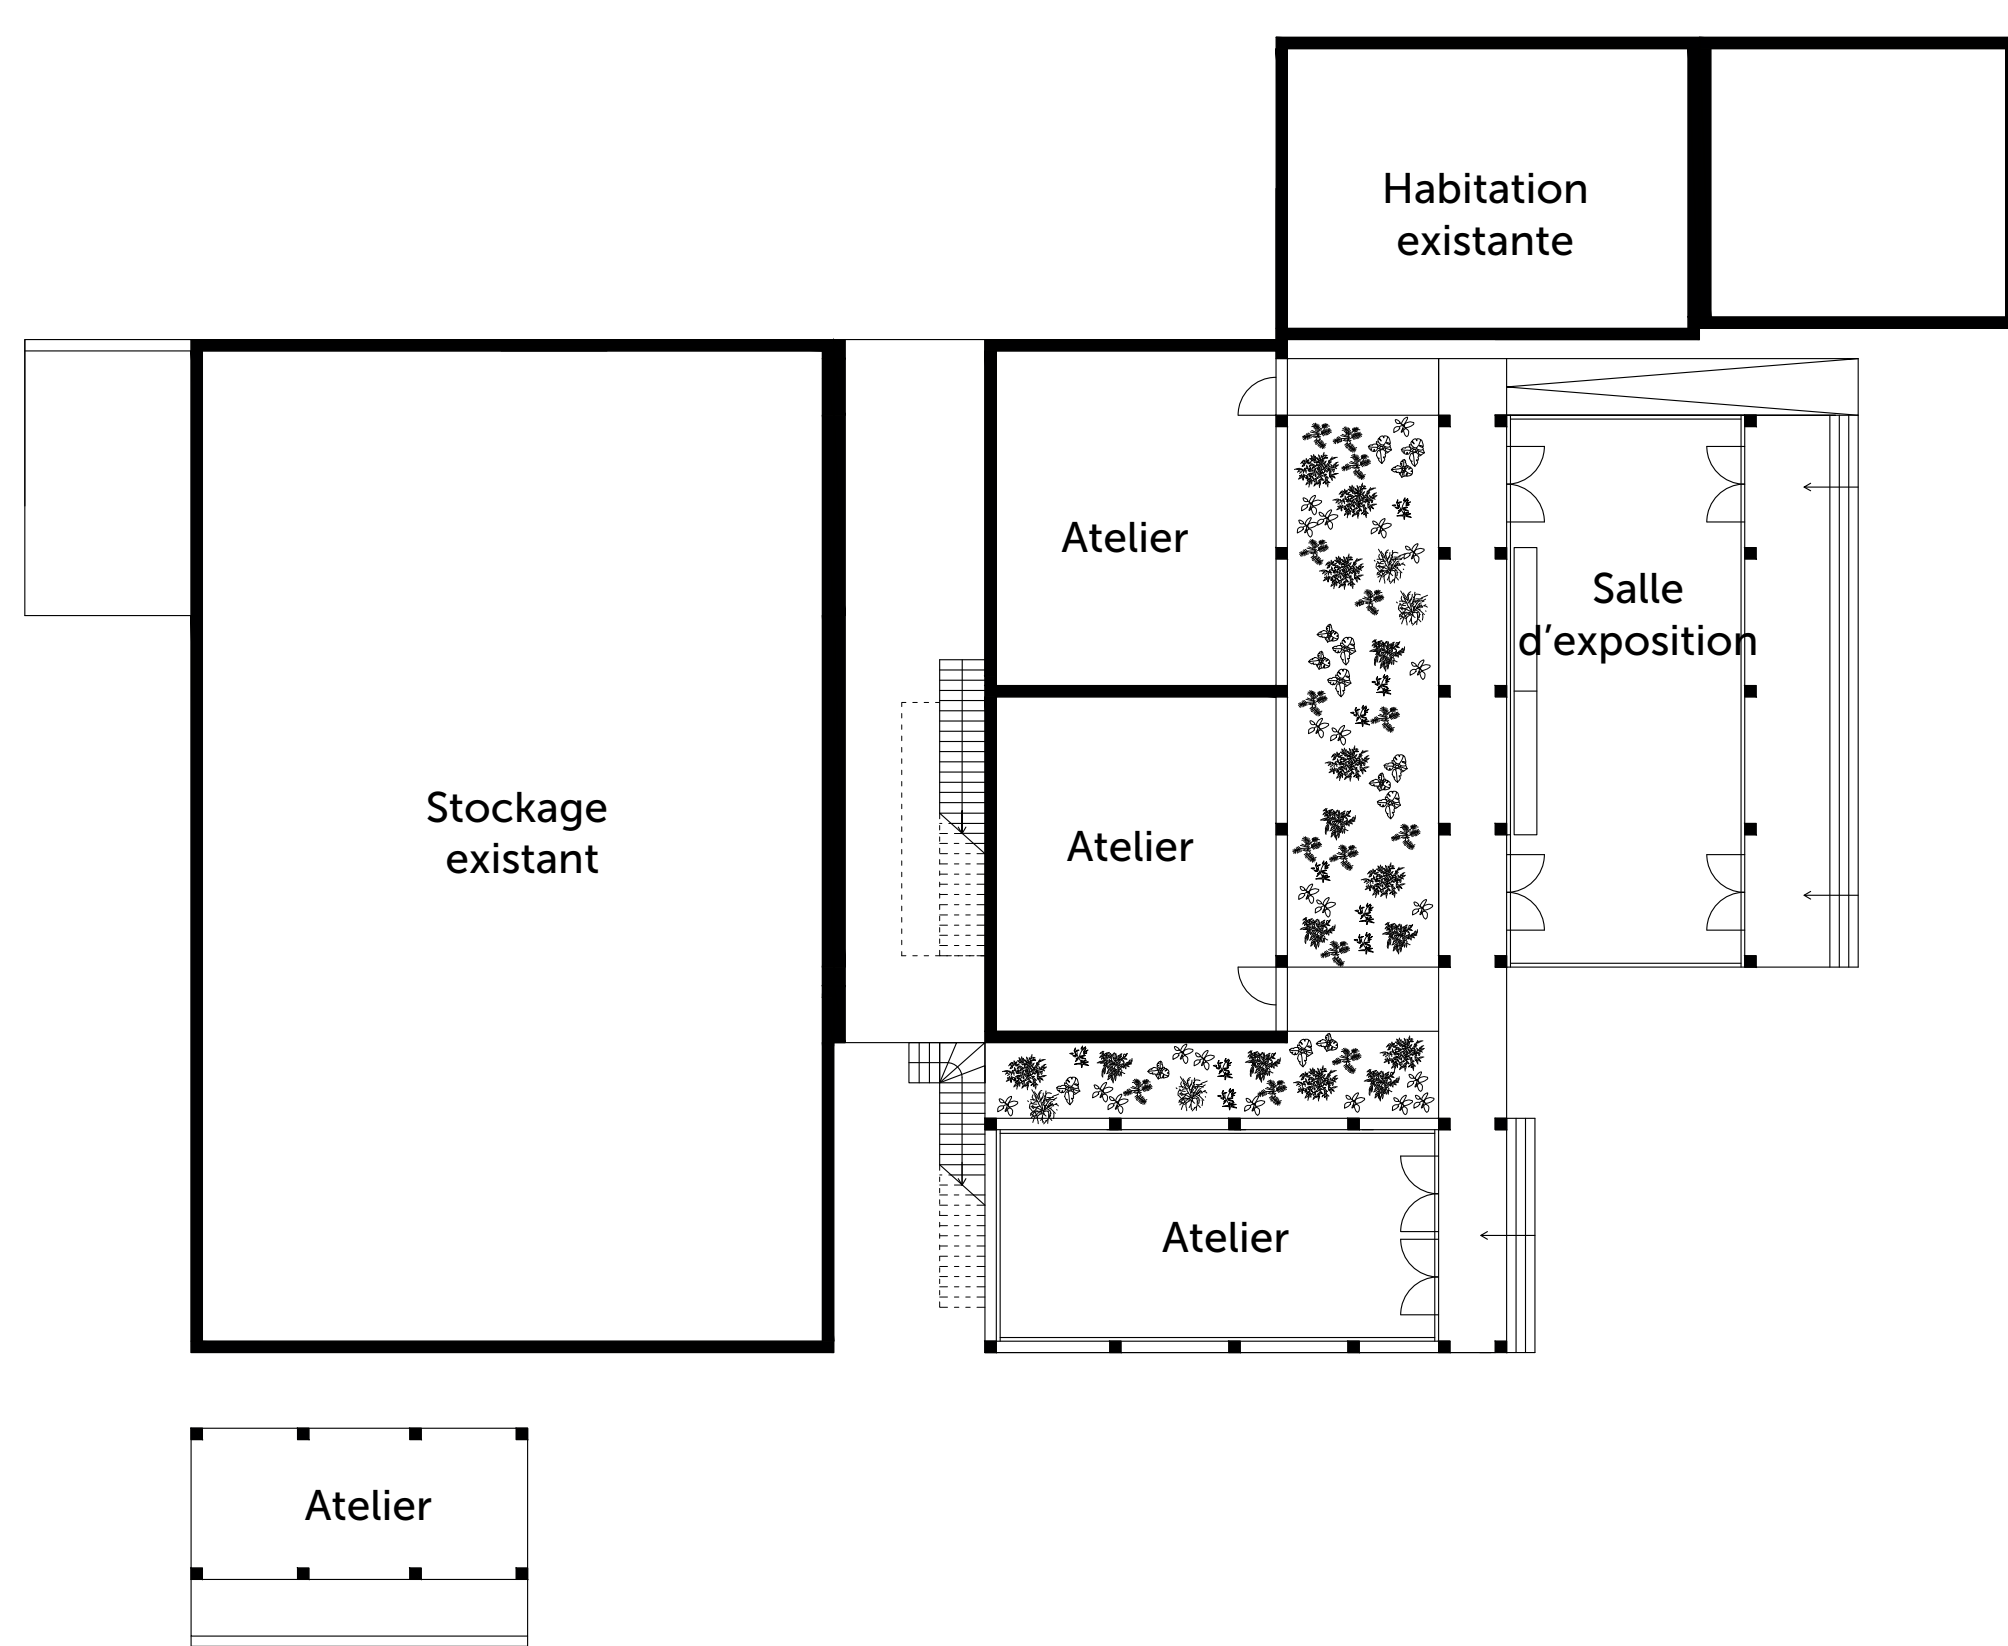 Habitation
existante
Atelier
Salle
d’exposition
Stockage
existant
Atelier
Atelier
Atelier